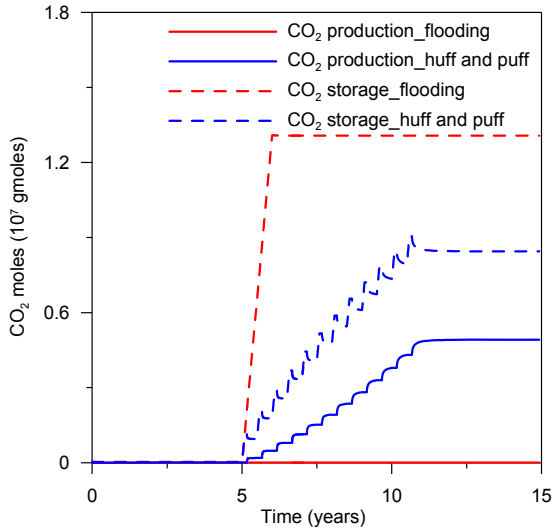 1.8
CO₂ production_flooding
CO₂ production_huff and puff
CO₂ storage_flooding
CO₂ storage_huff and puff
1.2
0.6
0
CO₂ moles (10⁷ gmoles)
0 5 10 15
Time (years)